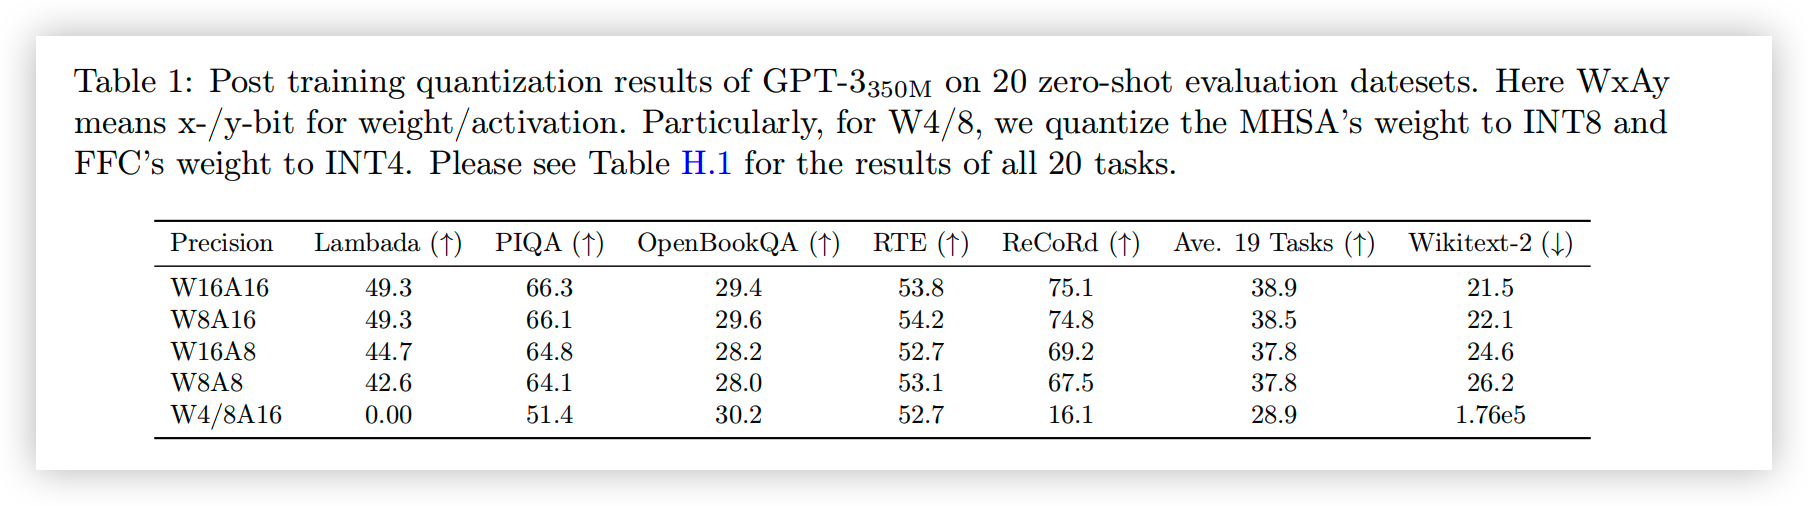 Table 1: Post training quantization results of GPT-3350M on 20 zero-shot evaluation datesets. Here WxAy
means x-/y-bit for weight/activation. Particularly, for W4/8, we quantize the MHSA's weight to INT8 and
FFC's weight to INT4. Please see Table H.1 for the results of all 20 tasks.
Precision Lambada (↑) PIQA (↑) OpenBookQA (↑) RTE (↑) ReCoRd (↑) Ave. 19 Tasks (↑) Wikitext-2 (↓)
W16A16 49.3 66.3 29.4 53.8 75.1 38.9 21.5
W8A16 49.3 66.1 29.6 54.2 74.8 38.5 22.1
W16A8 44.7 64.8 28.2 52.7 69.2 37.8 24.6
W8A8 42.6 64.1 28.0 53.1 67.5 37.8 26.2
W4/8A16 0.00 51.4 30.2 52.7 16.1 28.9 1.76e5